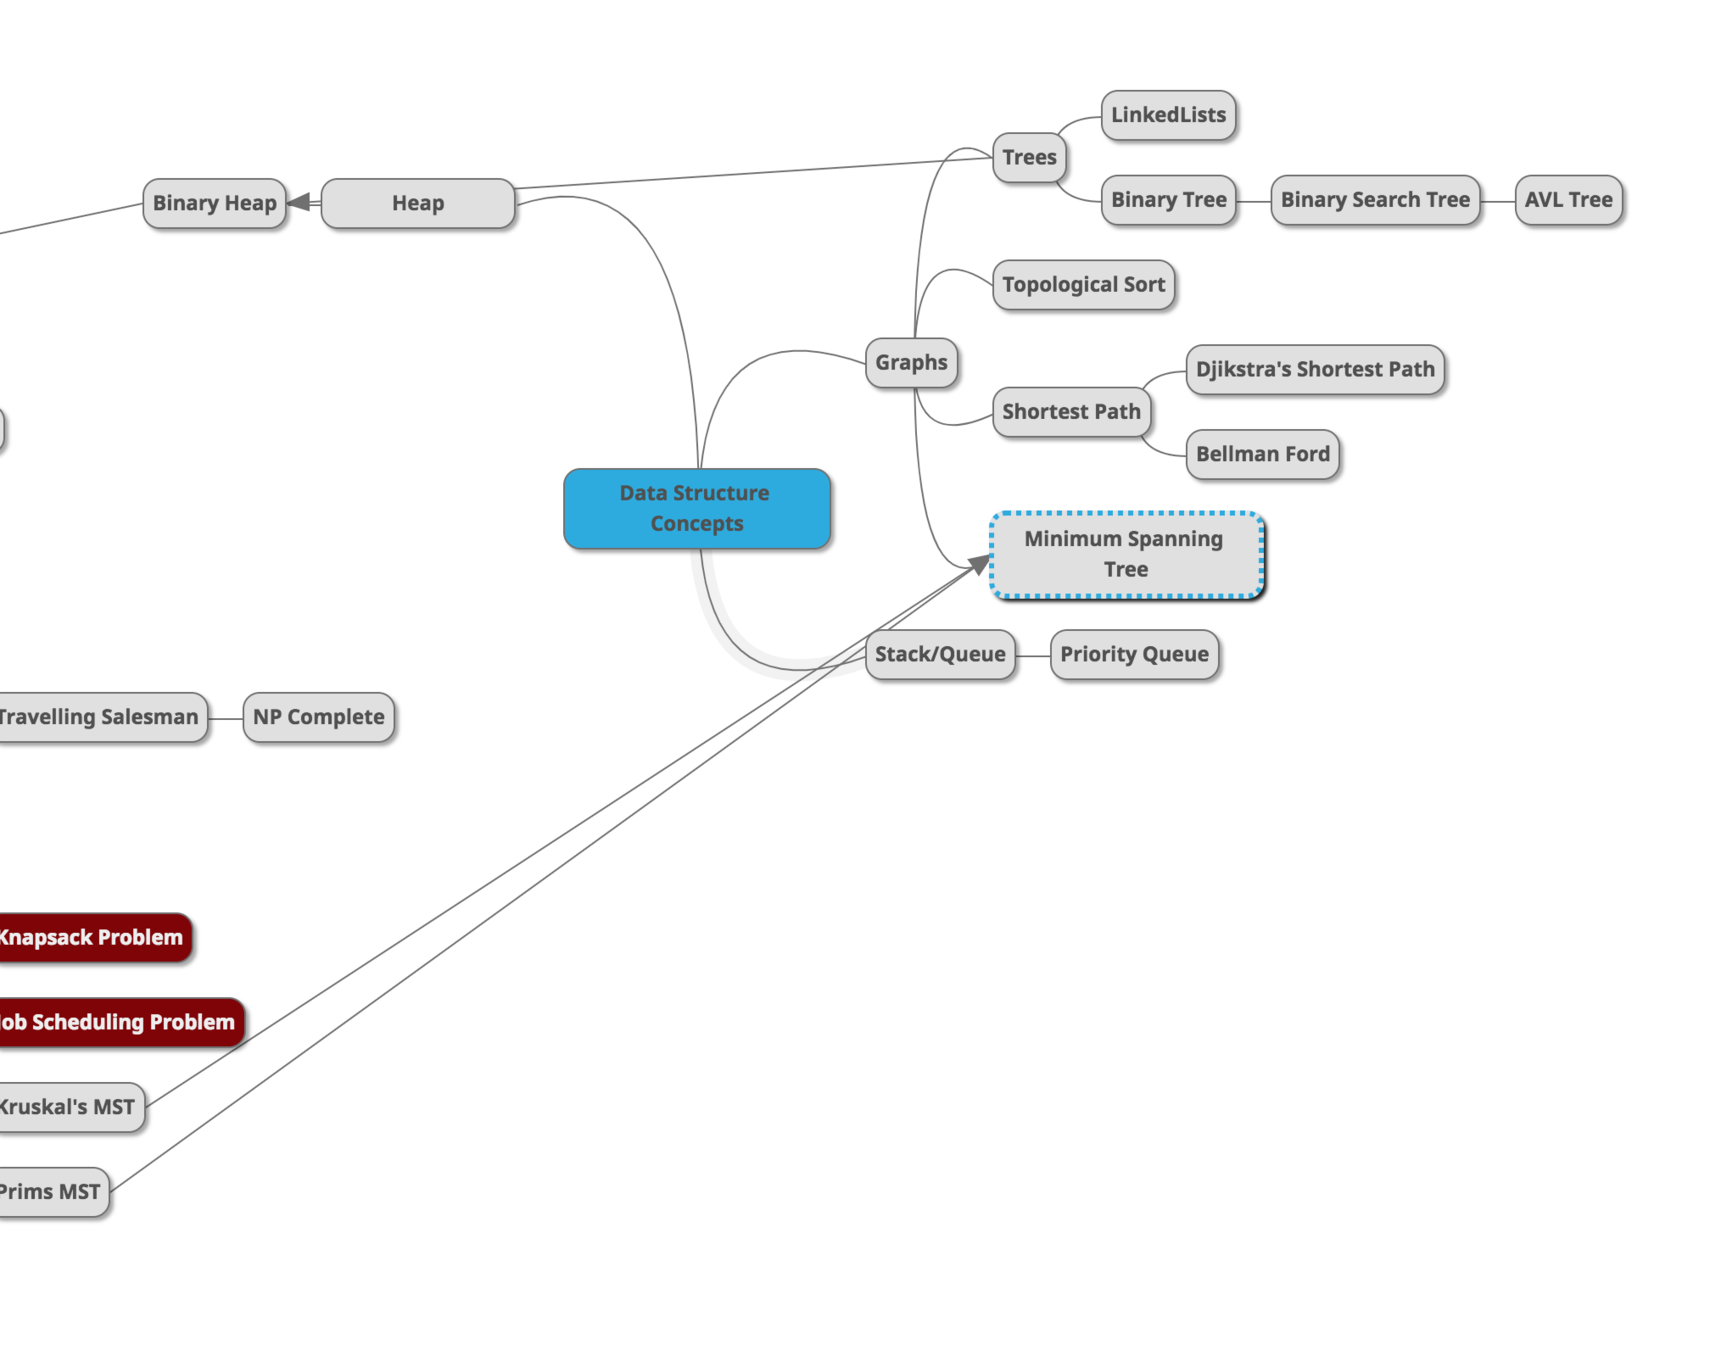 LinkedLists
Trees
Binary Heap
Heap
Binary Tree
Binary Search Tree
AVL Tree
Topological Sort
Graphs
Djikstra's Shortest Path
Shortest Path
Bellman Ford
Data Structure
Concepts
Minimum Spanning
Tree
Stack/Queue
Priority Queue
Travelling Salesman
NP Complete
Knapsack Problem
Job Scheduling Problem
Kruskal's MST
Prims MST